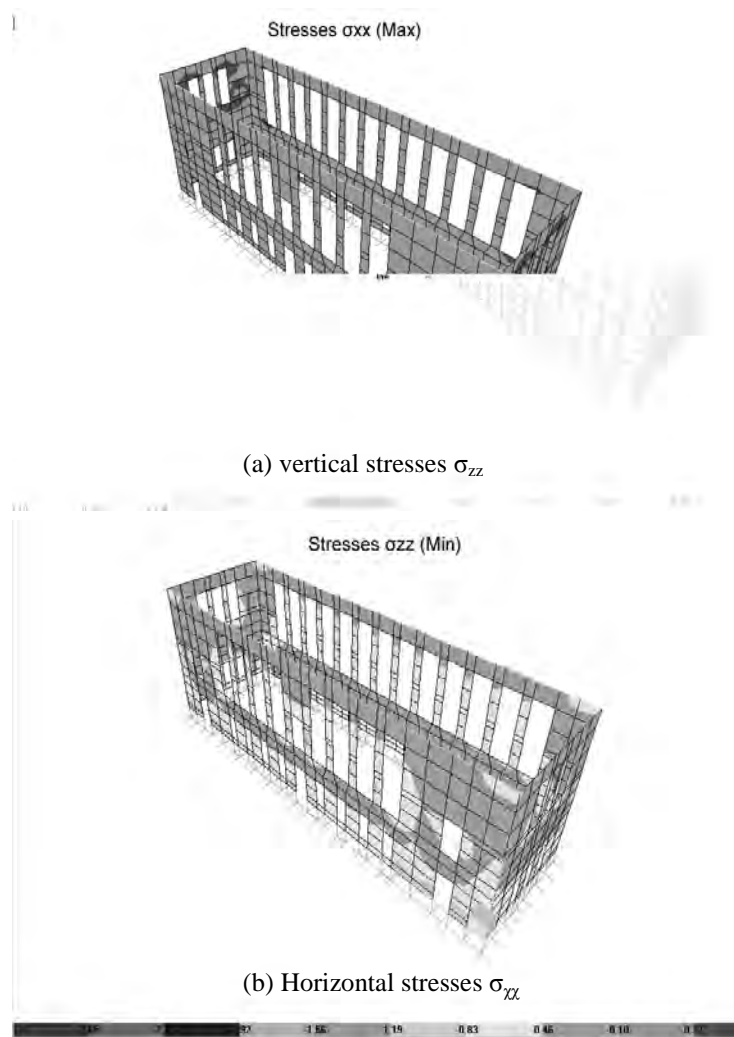 Stresses σxx (Max)
(a) vertical stresses σzz
Stresses σzz (Min)
(b) Horizontal stresses σχχ
-1.56 -1.19 -0.83 -0.46 -0.10